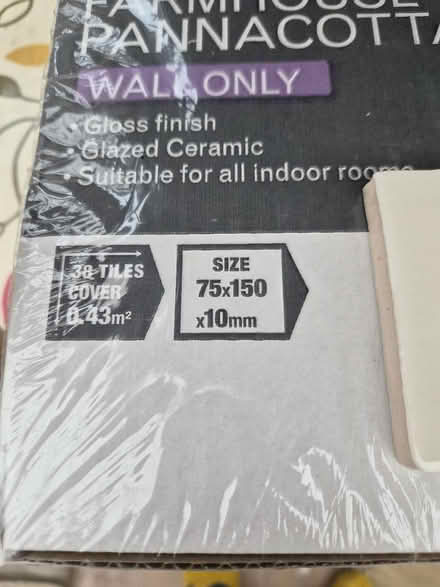 FARMHOUSE
PANNACOTTA
WALL ONLY
• Gloss finish
• Glazed Ceramic
• Suitable for all indoor rooms
38 TILES
COVER
0.43m²
SIZE
75x150
x10mm